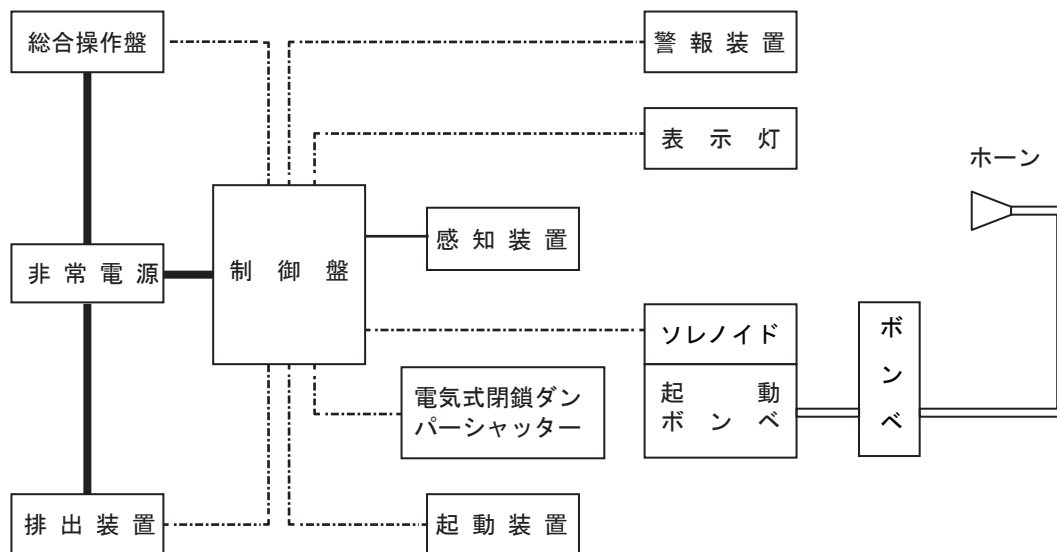 総合操作盤
警報装置
表示灯
ホーン
感知装置
非常電源
制御盤
ソレノイド
起動
ボンベ
ボンベ
電気式閉鎖ダン
パーシャッター
排出装置
起動装置